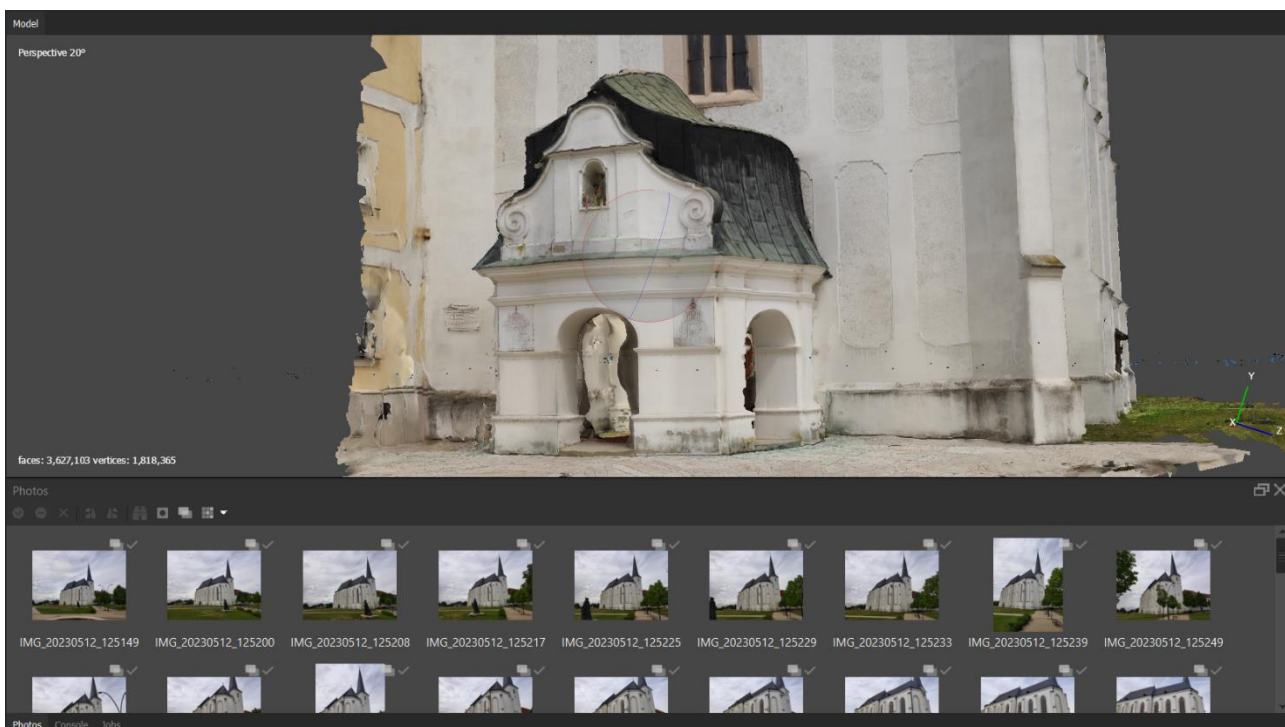 Model
Perspective 20°
Y
X
Z
faces: 3,627,103 vertices: 1,818,365
Photos
IMG_20230512_125149 IMG_20230512_125200 IMG_20230512_125208 IMG_20230512_125217 IMG_20230512_125225 IMG_20230512_125229 IMG_20230512_125233 IMG_20230512_125239 IMG_20230512_125249
Photos Console Jobs